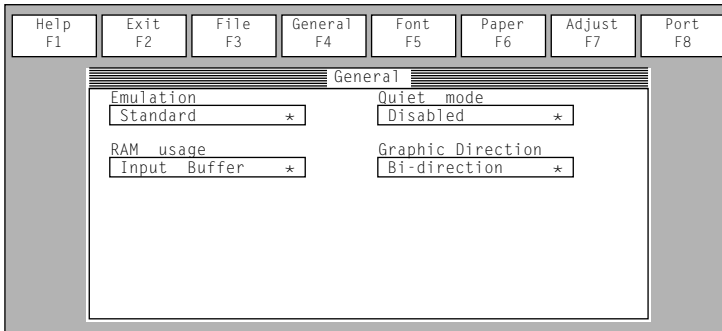 Help Exit File General Font Paper Adjust Port
F1 F2 F3 F4 F5 F6 F7 F8
General
Emulation Quiet mode
Standard * Disabled *
RAM usage Graphic Direction
Input Buffer * Bi-direction *